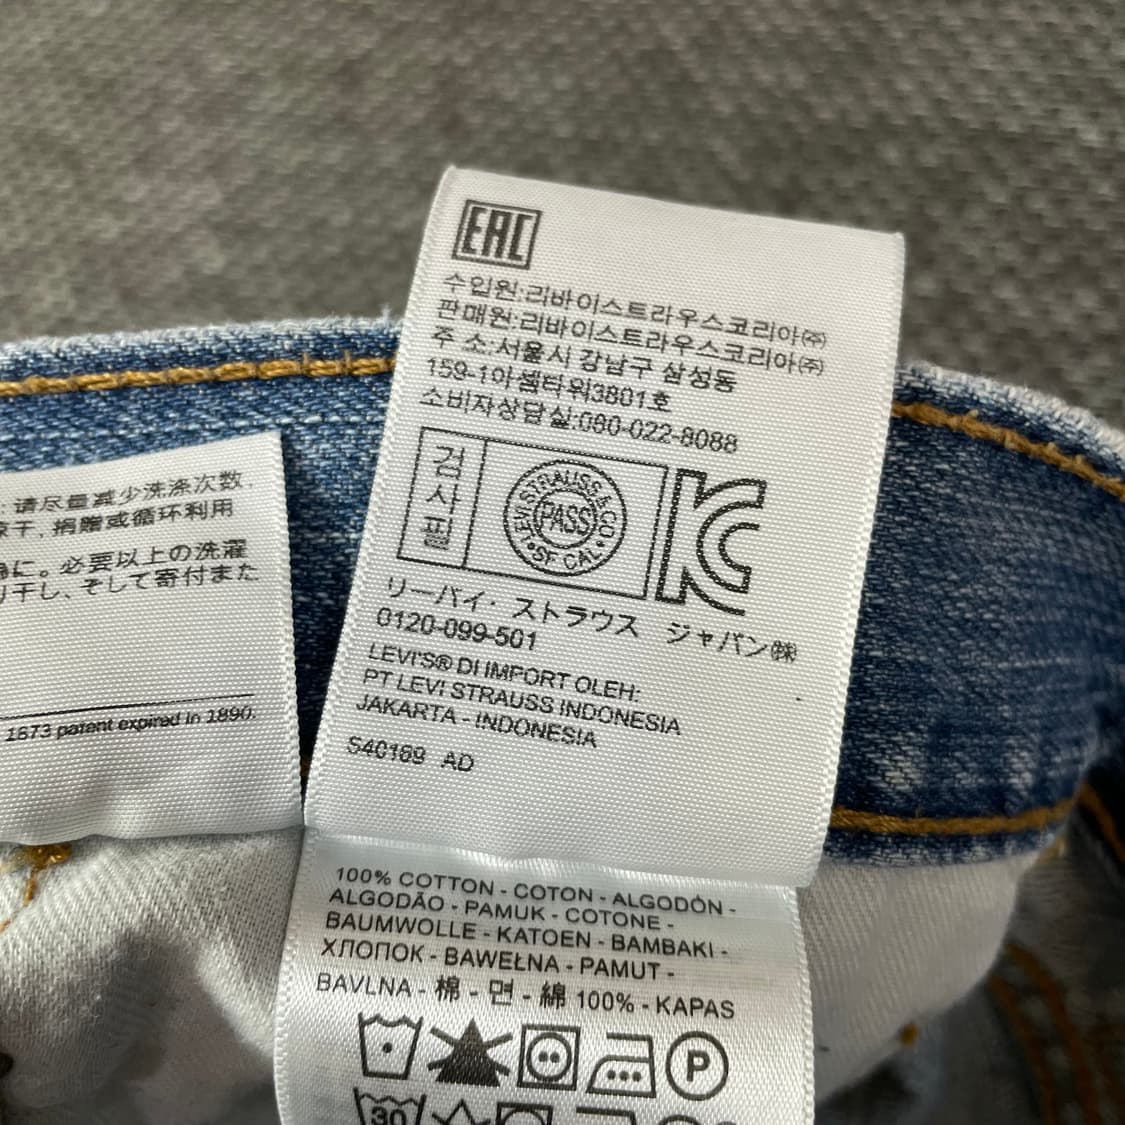 EAC
수입원:리바이스트라우스코리아㈜
판매원:리바이스트라우스코리아㈜
주 소:서울시 강남구 삼성동
159-1아셈타워3801호
소비자상담실:080-022-8088
검사필
LEVI STRAUSS & CO
PASS
SF CAL
KC
リーバイ・ストラウス ジャパン㈱
0120-099-501
LEVI'S® DI IMPORT OLEH:
PT LEVI STRAUSS INDONESIA
JAKARTA - INDONESIA
S40169 AD
: 请尽量减少洗涤次数,
干, 捐赠或循环利用
に。必要以上の洗濯
干し、そして寄付また
1873 patent expired in 1890.
100% COTTON - COTON - ALGODÓN -
ALGODÃO - PAMUK - COTONE -
BAUMWOLLE - KATOEN - BAMBAKI -
ХЛОПОК - BAWEŁNA - PAMUT -
BAVLNA - 棉 - 면 - 綿 100% - KAPAS
P
30